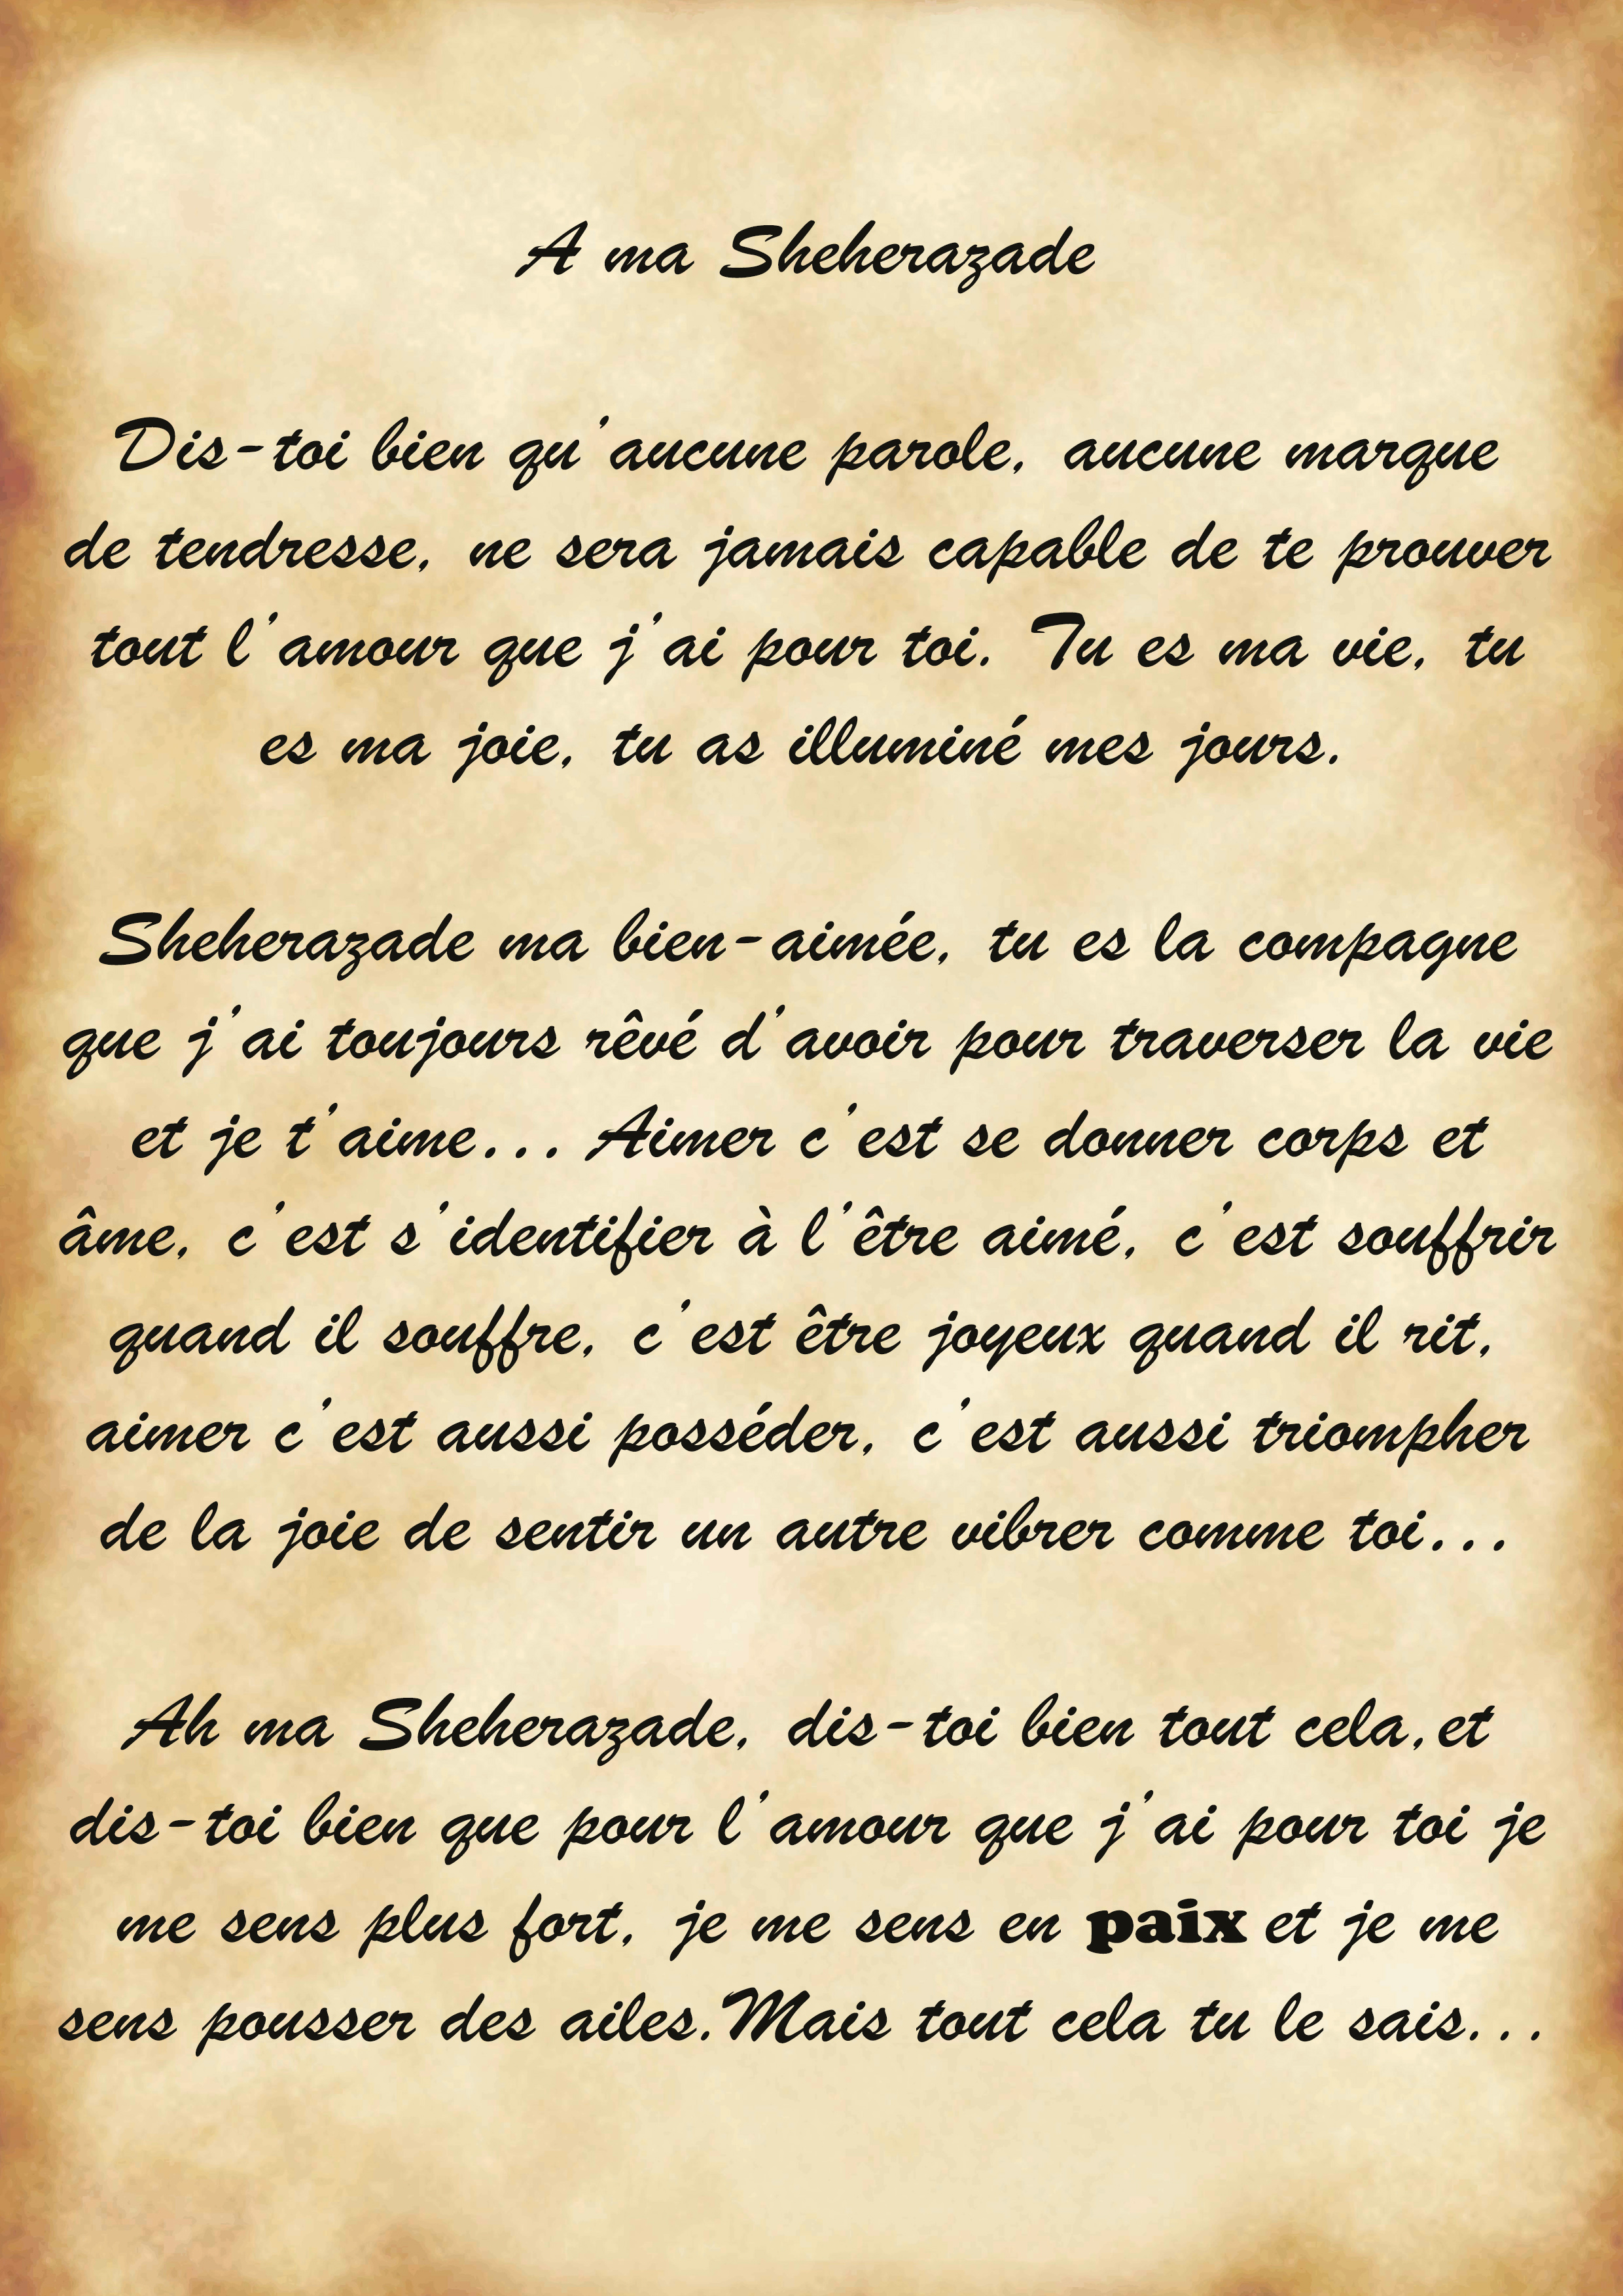 A ma Sheherazade
Dis-toi bien qu'aucune parole, aucune marque
de tendresse, ne sera jamais capable de te prouver
tout l'amour que j'ai pour toi. Tu es ma vie, tu
es ma joie, tu as illuminé mes jours.
Sheherazade ma bien-aimée, tu es la compagne
que j'ai toujours rêvé d'avoir pour traverser la vie
et je t'aime... Aimer c'est se donner corps et
âme, c'est s'identifier à l'être aimé, c'est souffrir
quand il souffre, c'est être joyeux quand il rit,
aimer c'est aussi posséder, c'est aussi triompher
de la joie de sentir un autre vibrer comme toi...
Ah ma Sheherazade, dis-toi bien tout cela,et
dis-toi bien que pour l'amour que j'ai pour toi je
me sens plus fort, je me sens en paix et je me
sens pousser des ailes.Mais tout cela tu le sais...